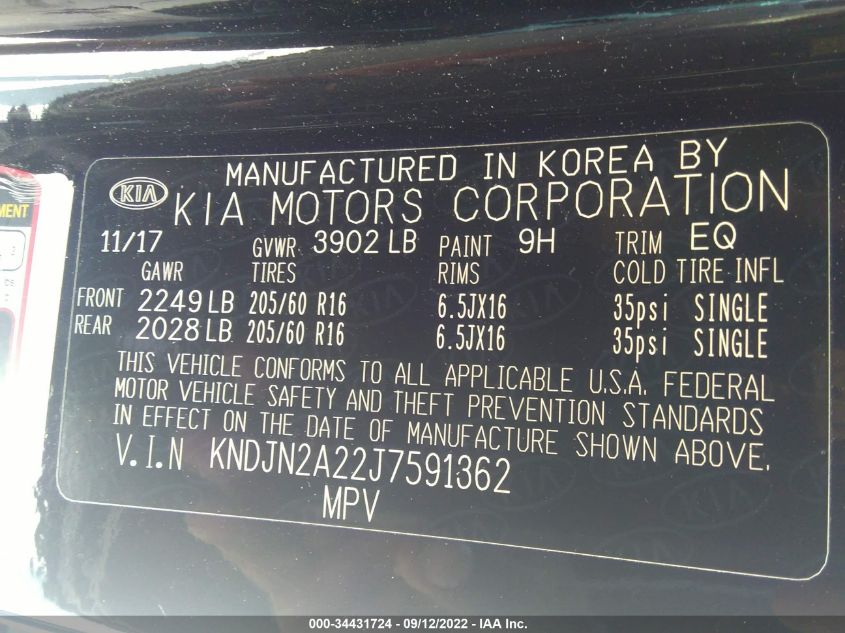 MANUFACTURED IN KOREA BY
KIA KIA MOTORS CORPORATION
11/17 GVWR 3902 LB PAINT 9H TRIM EQ
GAWR TIRES RIMS COLD TIRE INFL
FRONT 2249 LB 205/60 R16 6.5JX16 35psi SINGLE
REAR 2028 LB 205/60 R16 6.5JX16 35psi SINGLE
THIS VEHICLE CONFORMS TO ALL APPLICABLE U.S.A. FEDERAL
MOTOR VEHICLE SAFETY AND THEFT PREVENTION STANDARDS
IN EFFECT ON THE DATE OF MANUFACTURE SHOWN ABOVE.
V.I.N KNDJN2A22J7591362
MPV
MENT
000-34431724 - 09/12/2022 - IAA Inc.